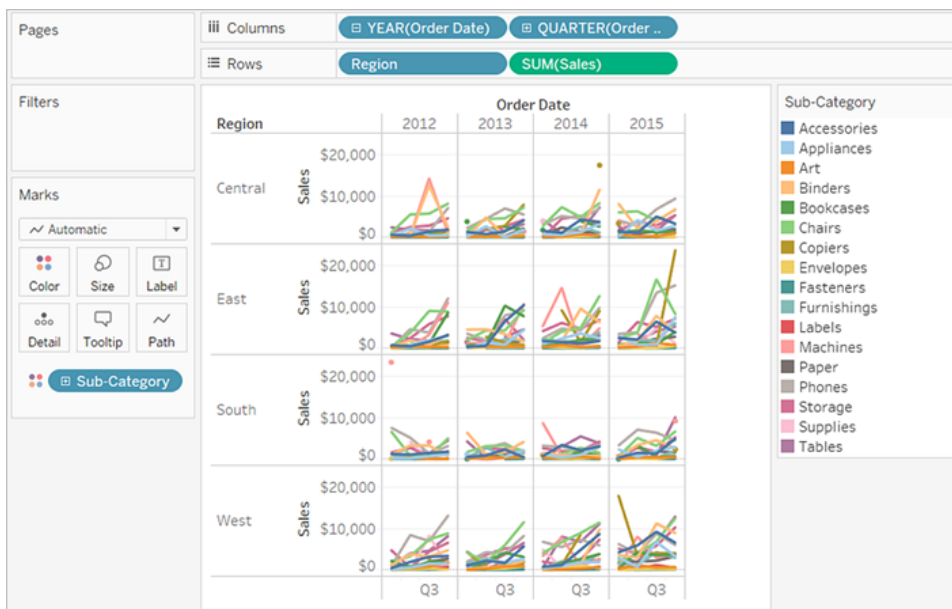 Pages
Columns
YEAR(Order Date)
QUARTER(Order ..
Rows
Region
SUM(Sales)
Filters
Marks
Automatic
Color
Size
Label
Detail
Tooltip
Path
Sub-Category
Order Date
Region
2012
2013
2014
2015
Central
Sales
$20,000
$10,000
$0
East
Sales
$20,000
$10,000
$0
South
Sales
$20,000
$10,000
$0
West
Sales
$20,000
$10,000
$0
Q3
Q3
Q3
Q3
Sub-Category
Accessories
Appliances
Art
Binders
Bookcases
Chairs
Copiers
Envelopes
Fasteners
Furnishings
Labels
Machines
Paper
Phones
Storage
Supplies
Tables